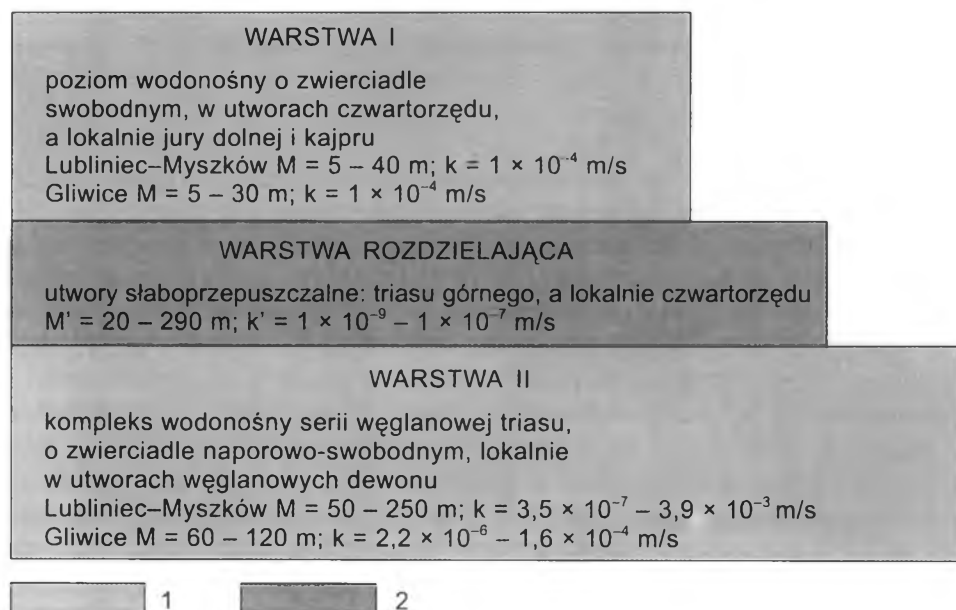 WARSTWA I
poziom wodonośny o zwierciadle
swobodnym, w utworach czwartorzędu,
a lokalnie jury dolnej i kajpru
Lubliniec–Myszków M = 5 – 40 m; k = 1 × 10⁻⁴ m/s
Gliwice M = 5 – 30 m; k = 1 × 10⁻⁴ m/s
WARSTWA ROZDZIELAJĄCA
utwory słaboprzepuszczalne: triasu górnego, a lokalnie czwartorzędu
M' = 20 – 290 m; k' = 1 × 10⁻⁹ – 1 × 10⁻⁷ m/s
WARSTWA II
kompleks wodonośny serii węglanowej triasu,
o zwierciadle naporowo-swobodnym, lokalnie
w utworach węglanowych dewonu
Lubliniec–Myszków M = 50 – 250 m; k = 3,5 × 10⁻⁷ – 3,9 × 10⁻³ m/s
Gliwice M = 60 – 120 m; k = 2,2 × 10⁻⁶ – 1,6 × 10⁻⁴ m/s
1 2